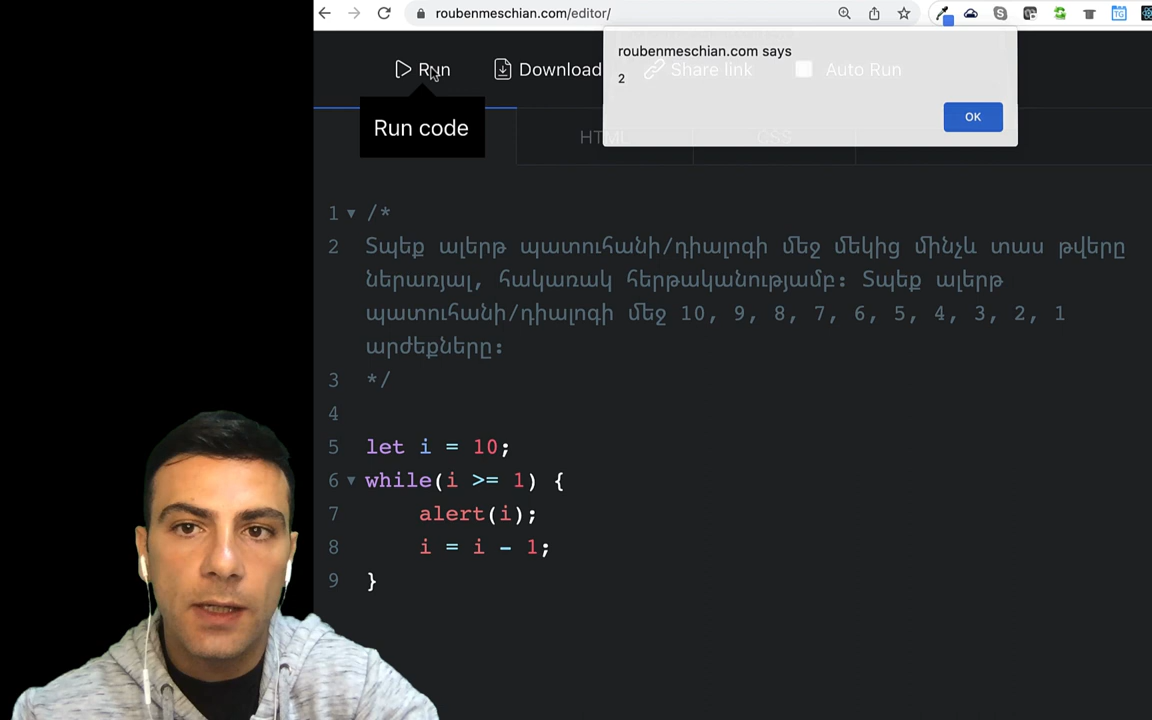 roubenmeschian.com/editor/
roubenmeschian.com says
2
OK
Run
Download
Share link
Auto Run
Run code
HTML
CSS
1 /*
2 Տպեք ալերթ պատուհանի/դիալոգի մեջ մեկից մինչև տաս թվերը
ներառյալ, հակառակ հերթականությամբ: Տպեք ալերթ
պատուհանի/դիալոգի մեջ 10, 9, 8, 7, 6, 5, 4, 3, 2, 1
արժեքները:
3 */
4
5 let i = 10;
6 while(i >= 1) {
7 alert(i);
8 i = i - 1;
9 }